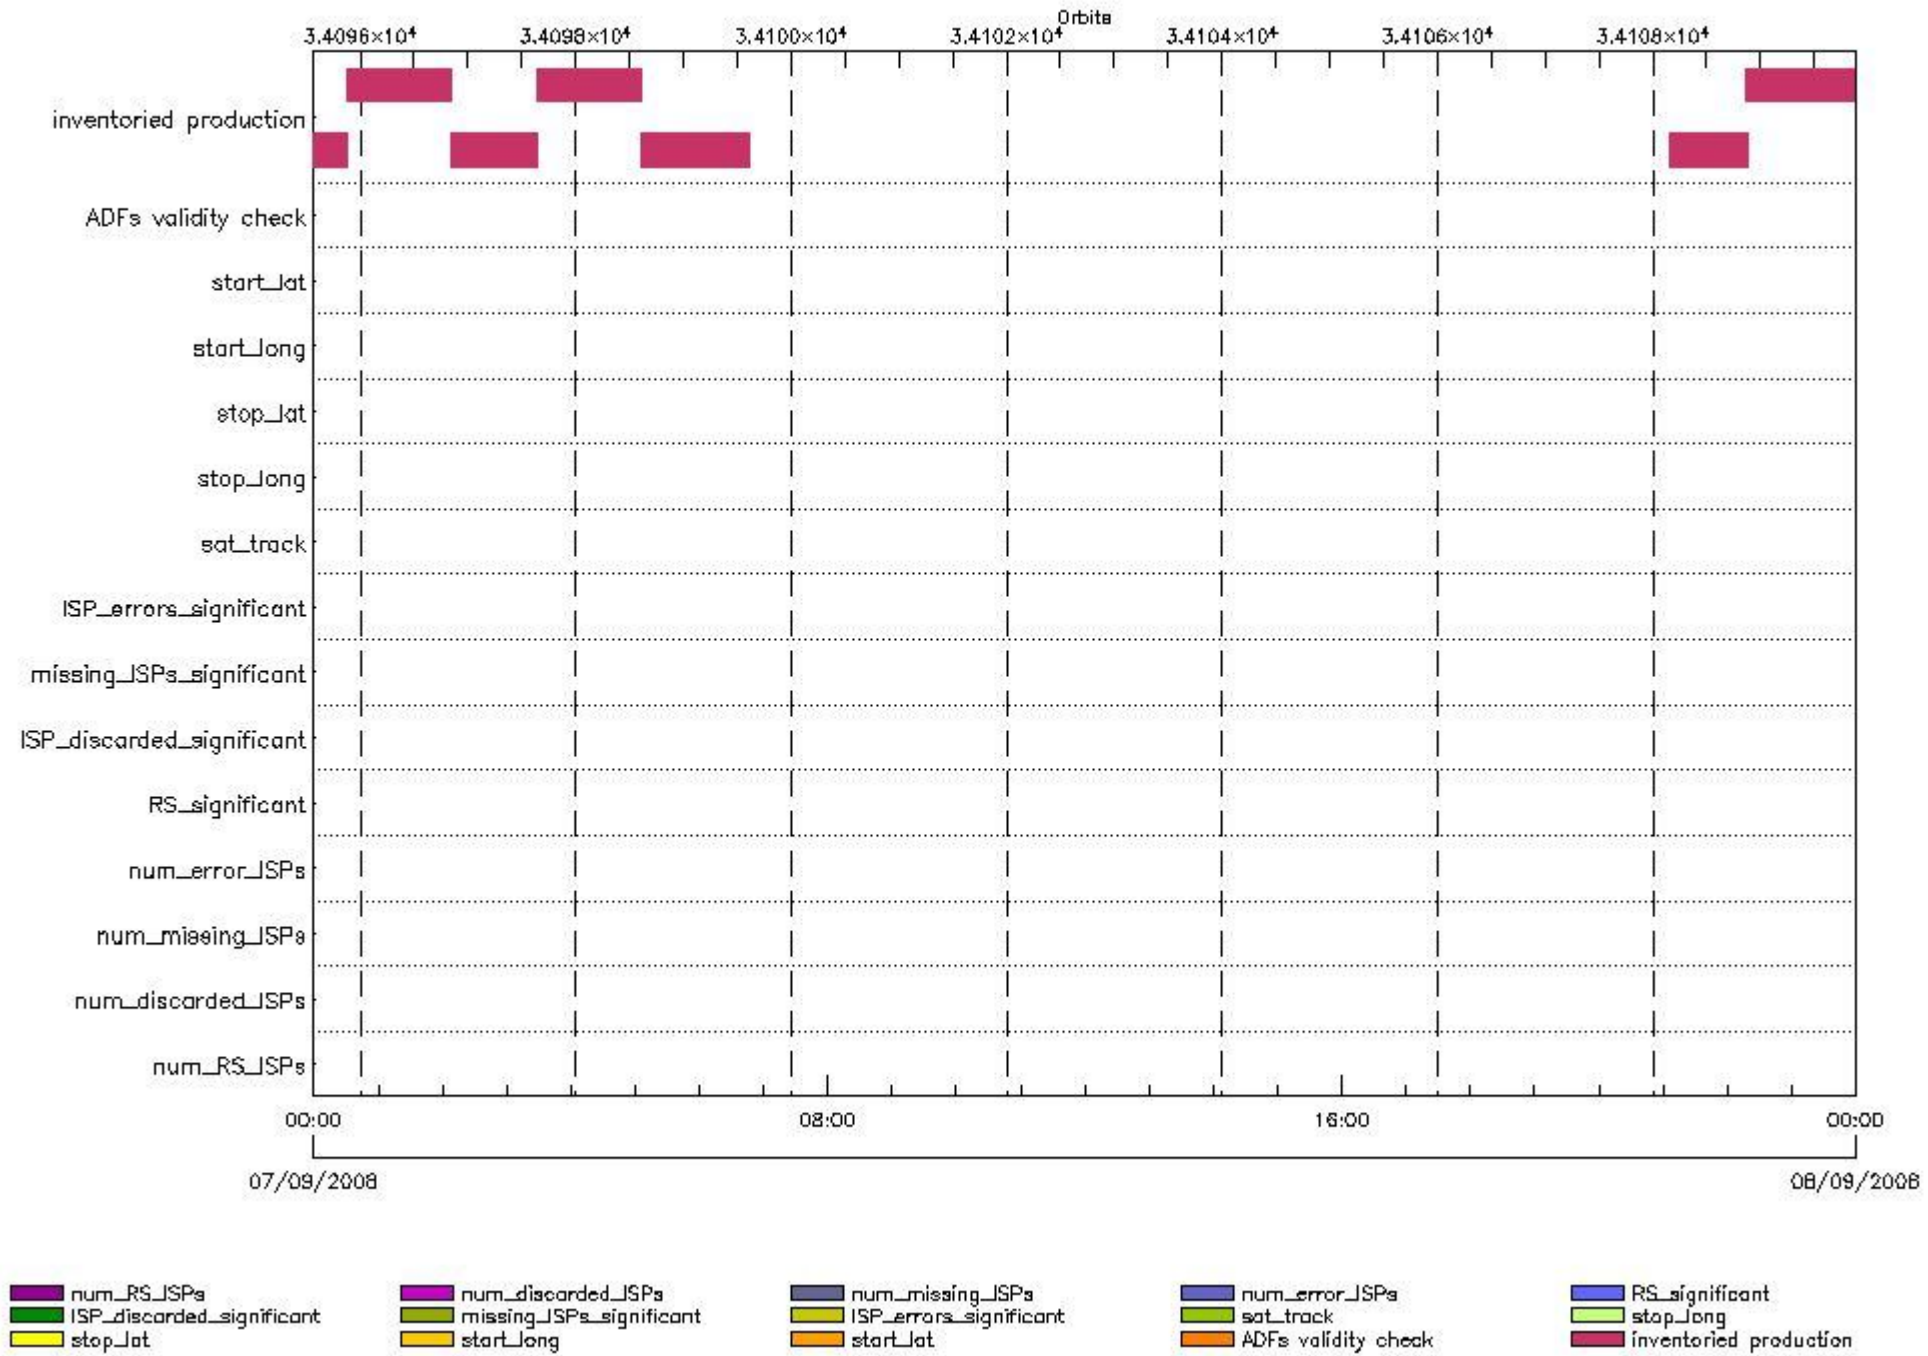 Orbits
3.4096×10⁴ 3.4098×10⁴ 3.4100×10⁴ 3.4102×10⁴ 3.4104×10⁴ 3.4106×10⁴ 3.4108×10⁴
inventoried production
ADFs validity check
start_lat
start_long
stop_lat
stop_long
sat_track
ISP_errors_significant
missing_ISPs_significant
ISP_discarded_significant
RS_significant
num_error_ISPs
num_missing_ISPs
num_discarded_ISPs
num_RS_ISPs
00:00 08:00 16:00 00:00
07/09/2008 08/09/2008
num_RS_ISPs num_discarded_ISPs num_missing_ISPs num_error_ISPs RS_significant
ISP_discarded_significant missing_ISPs_significant ISP_errors_significant sat_track stop_long
stop_lat start_long start_lat ADFs validity check inventoried production